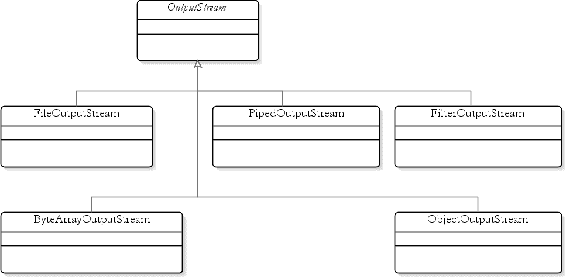 OutputStream
FileOutputStream
PipedOutputStream
FilterOutputStream
ByteArrayOutputStream
ObjectOutputStream